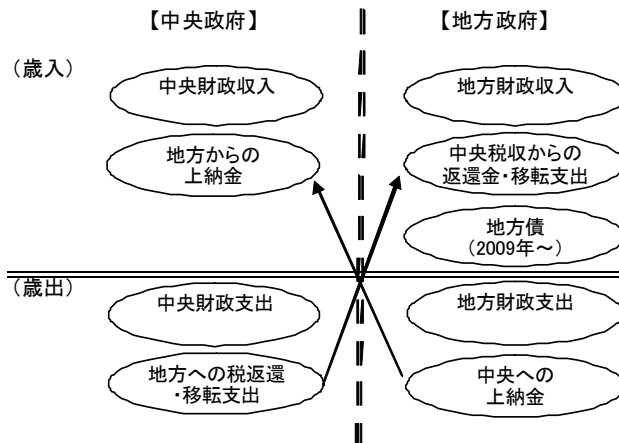 【中央政府】
【地方政府】
(歳入)
中央財政収入
地方財政収入
地方からの
上納金
中央税収からの
返還金・移転支出
地方債
(2009年~)
(歳出)
中央財政支出
地方財政支出
地方への税返還
・移転支出
中央への
上納金